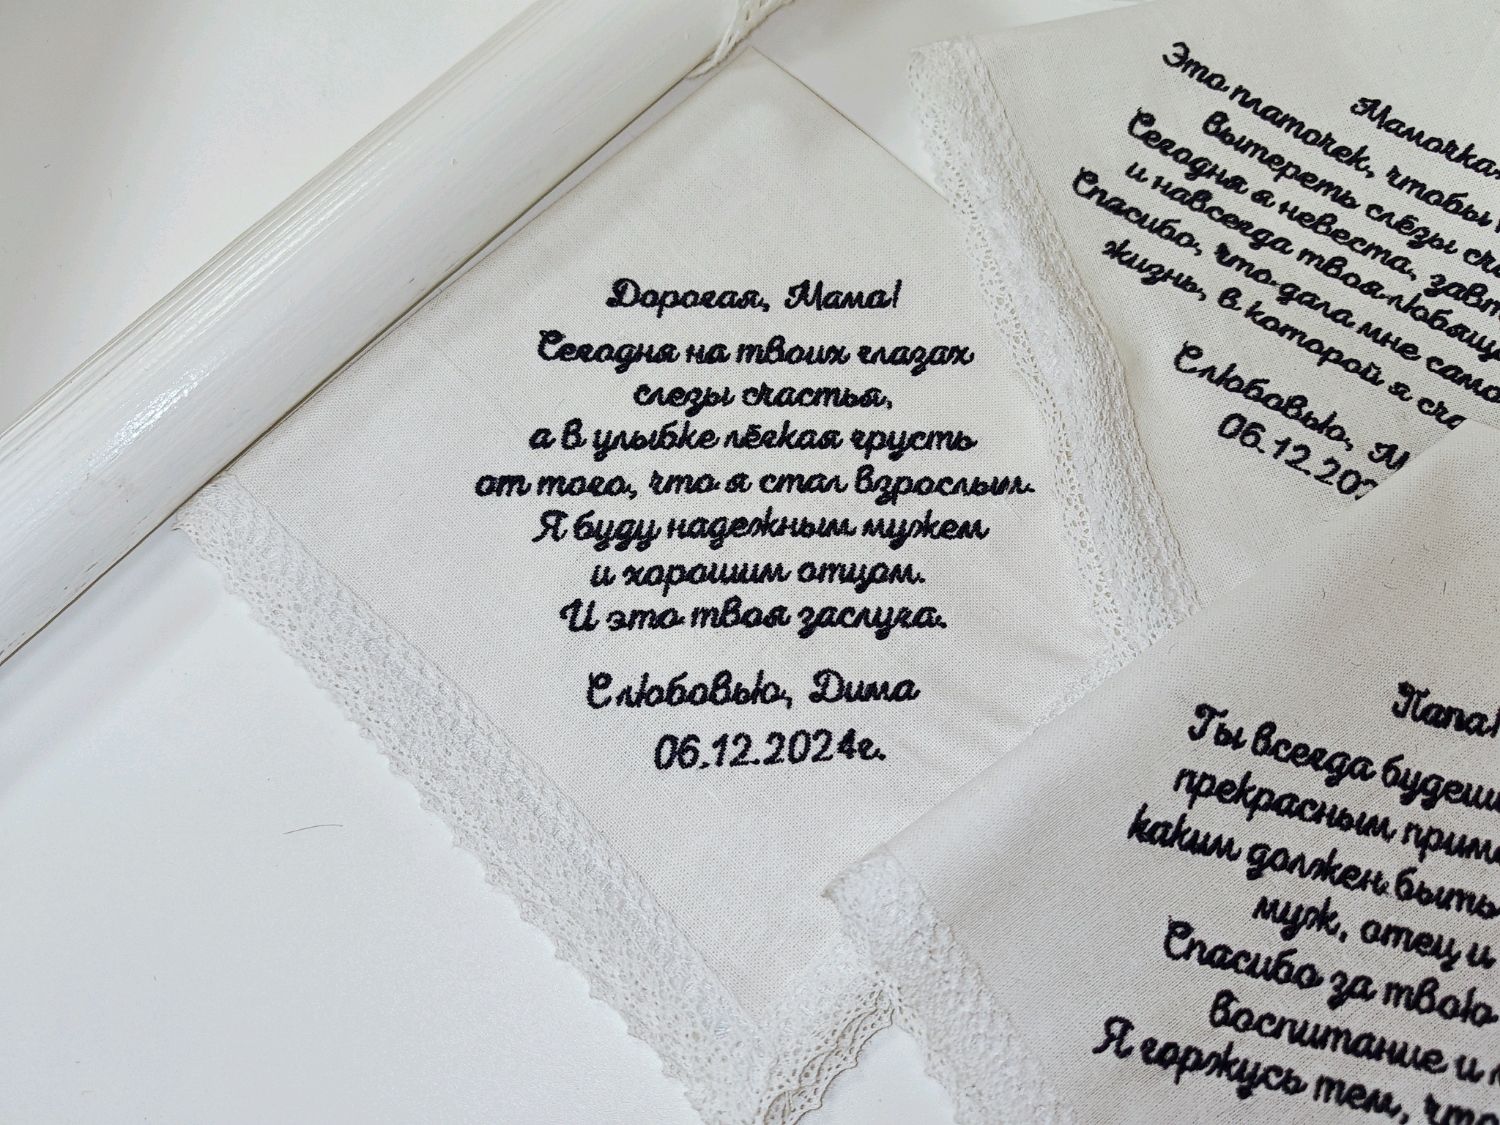 Дорогая, Мама!
Сегодня на твоих глазах
слезы счастья,
а в улыбке лёгкая грусть
от того, что я стал взрослым.
Я буду надежным мужем
и хорошим отцом.
И это твоя заслуга.
С любовью, Дима
06.12.2024г.
Мамочка
Это платочек, чтобы
вытереть слёзы
Сегодня я невеста,
и навсегда твоя любящ
Спасибо, что дала мне
жизнь, в которой я
С любовью,
06.12.202
Папа!
Ты всегда будешь
прекрасным
каким должен быть
муж, отец и
Спасибо за твою
воспитание и
Я горжусь тем, что